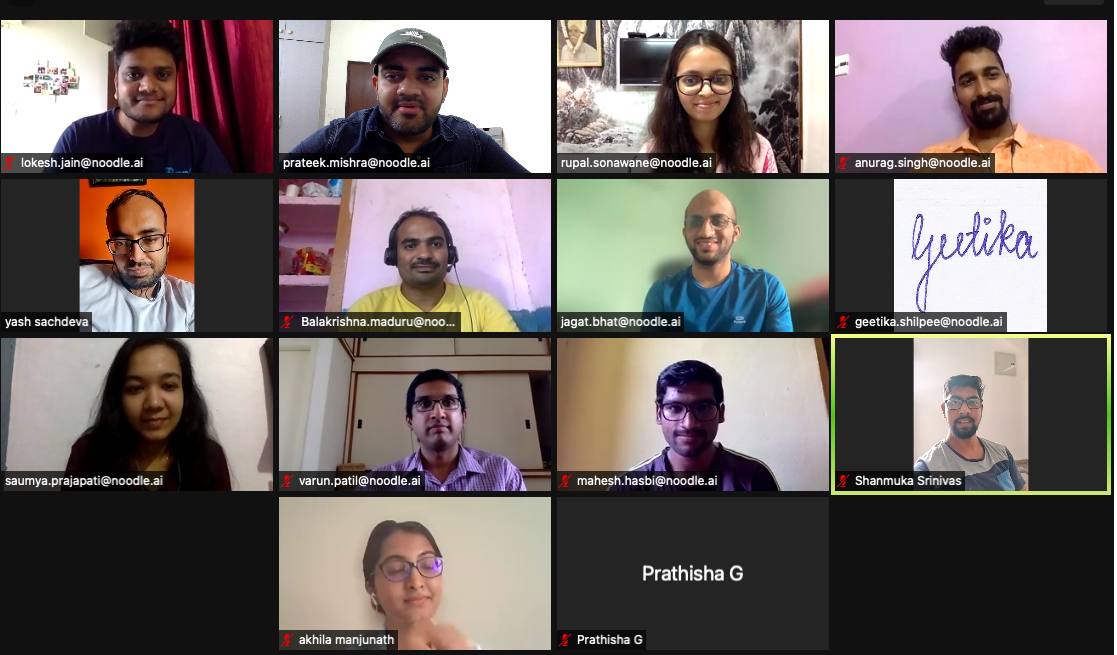 lokesh.jain@noodle.ai
prateek.mishra@noodle.ai
rupal.sonawane@noodle.ai
anurag.singh@noodle.ai
yash sachdeva
Balakrishna.maduru@noo...
jagat.bhat@noodle.ai
geetika
geetika.shilpee@noodle.ai
saumya.prajapati@noodle.ai
varun.patil@noodle.ai
mahesh.hasbi@noodle.ai
Shanmuka Srinivas
akhila manjunath
Prathisha G
Prathisha G